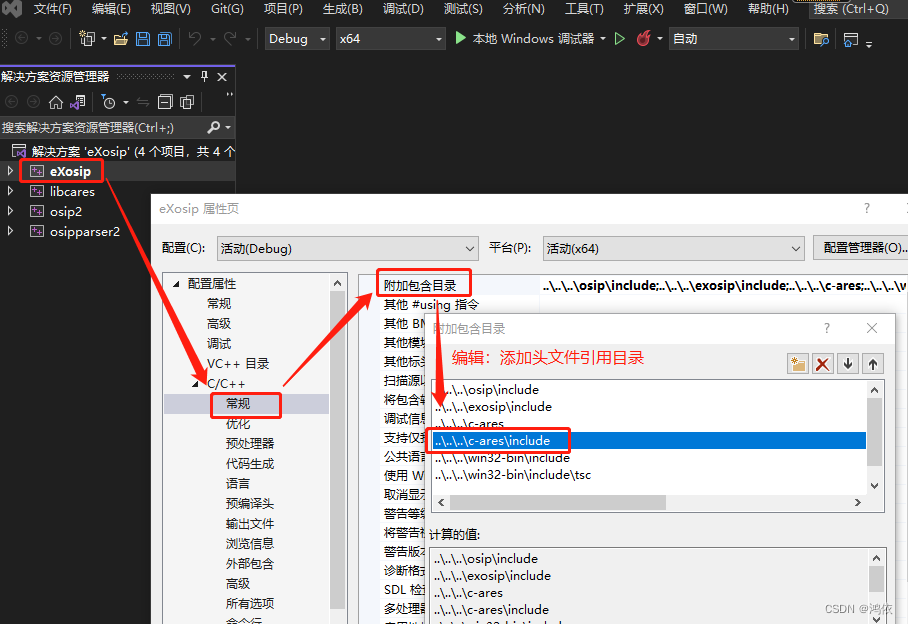 文件(F) 编辑(E) 视图(V) Git(G) 项目(P) 生成(B) 调试(D) 测试(S) 分析(N) 工具(T) 扩展(X) 窗口(W) 帮助(H) 搜索 (Ctrl+Q)
Debug x64 本地 Windows 调试器 自动
解决方案资源管理器
搜索解决方案资源管理器(Ctrl+;)
解决方案 'eXosip' (4 个项目，共 4 个
eXosip
libcares
osip2
osipparser2
eXosip 属性页 ?
配置(C): 活动(Debug) 平台(P): 活动(x64) 配置管理器(O)..
配置属性
常规
高级
调试
VC++ 目录
C/C++
常规
优化
预处理器
代码生成
语言
预编译头
输出文件
浏览信息
外部包含
高级
所有选项
命令行
附加包含目录 ..\..\..\osip\include;..\..\..\exosip\include;..\..\..\c-ares;..\..\..\
其他 #using 指令
其他 BM
其他模块
其他标头
扫描源以
将包含转
调试信息
支持仅我
公共语言
使用 W
取消显示
警告等级
将警告视
警告版本
诊断格式
SDL 检查
多处理器
附加包含目录 ?
编辑：添加头文件引用目录
..\..\..\osip\include
..\..\..\exosip\include
..\..\..\c-ares
..\..\..\c-ares\include
..\..\..\win32-bin\include
..\..\..\win32-bin\include\tsc
计算的值:
..\..\..\osip\include
..\..\..\exosip\include
..\..\..\c-ares
..\..\..\c-ares\include
..\..\..\win32-bin\include
CSDN @鸿依